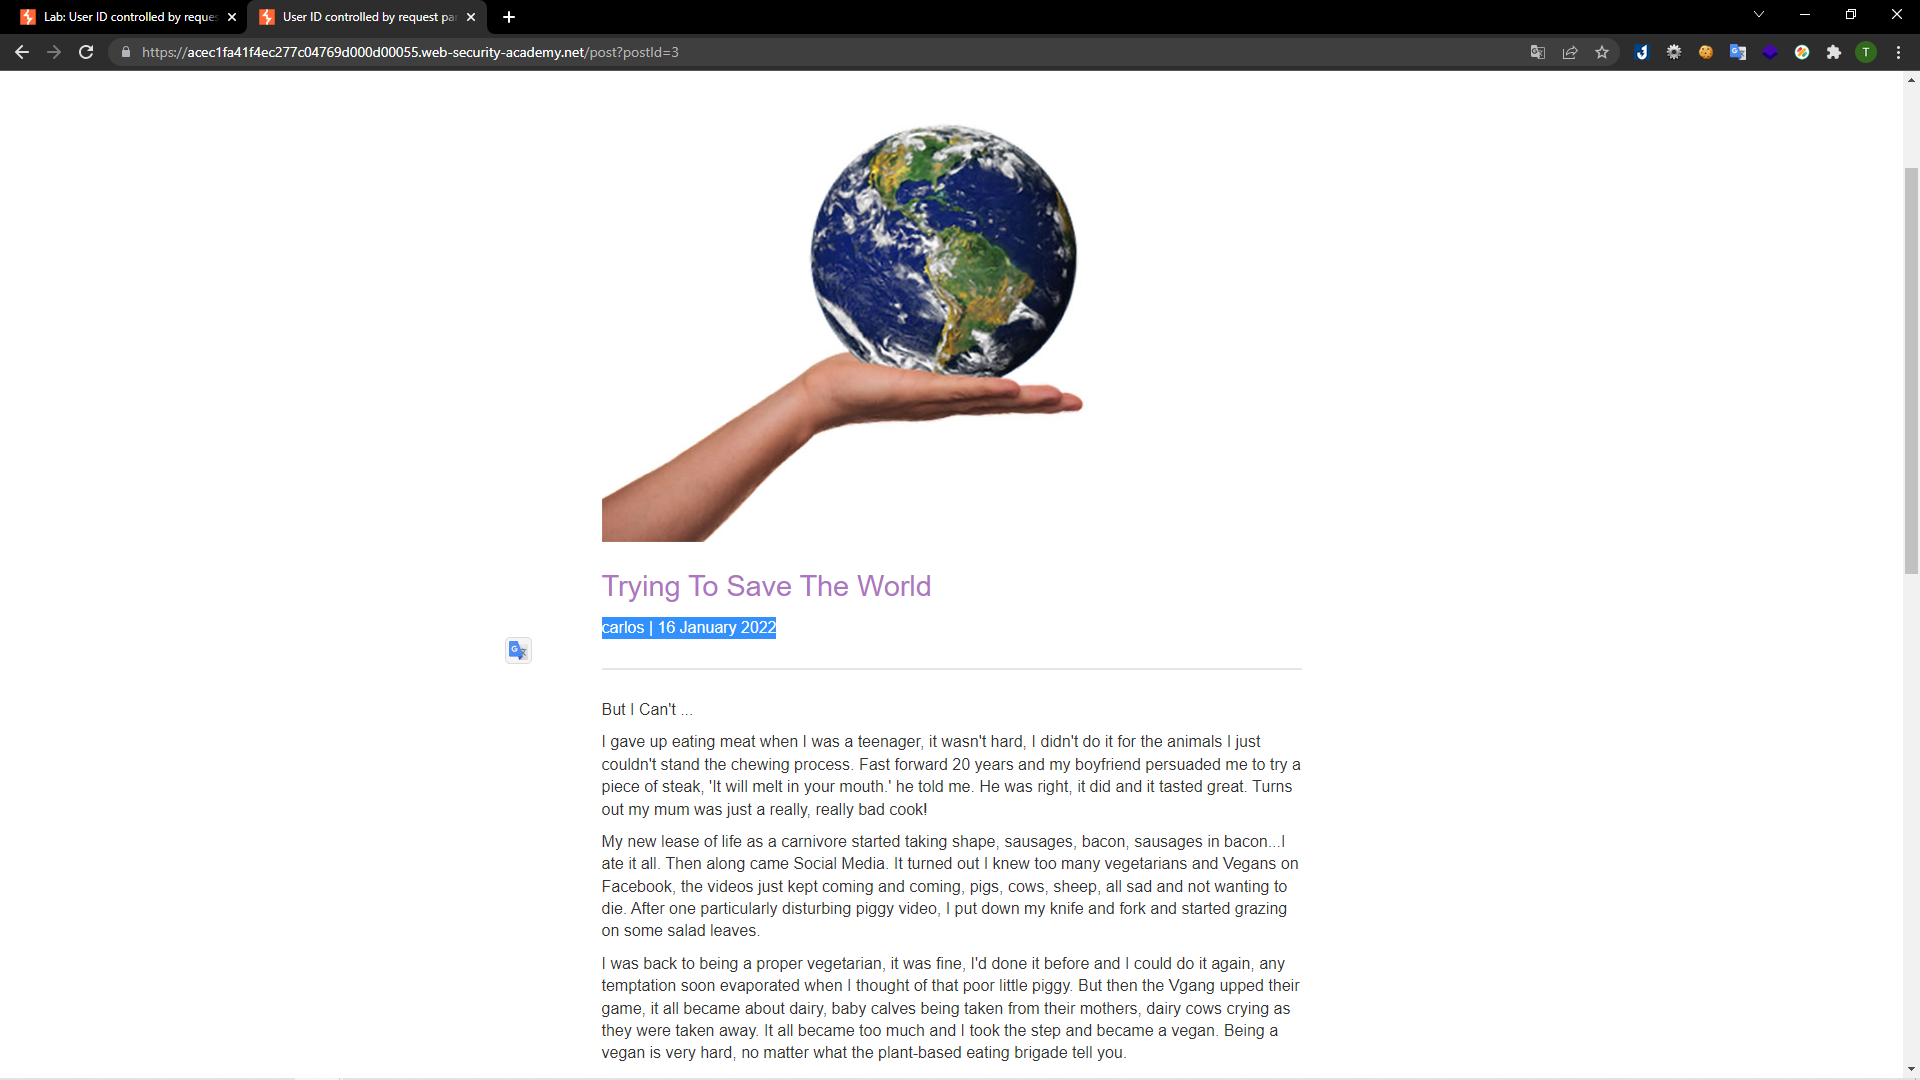 Lab: User ID controlled by reques
User ID controlled by request par
https://acec1fa41f4ec277c04769d000d00055.web-security-academy.net/post?postId=3
T
Trying To Save The World
carlos | 16 January 2022
But I Can't ...
I gave up eating meat when I was a teenager, it wasn't hard, I didn't do it for the animals I just
couldn't stand the chewing process. Fast forward 20 years and my boyfriend persuaded me to try a
piece of steak, 'It will melt in your mouth.' he told me. He was right, it did and it tasted great. Turns
out my mum was just a really, really bad cook!
My new lease of life as a carnivore started taking shape, sausages, bacon, sausages in bacon...I
ate it all. Then along came Social Media. It turned out I knew too many vegetarians and Vegans on
Facebook, the videos just kept coming and coming, pigs, cows, sheep, all sad and not wanting to
die. After one particularly disturbing piggy video, I put down my knife and fork and started grazing
on some salad leaves.
I was back to being a proper vegetarian, it was fine, I'd done it before and I could do it again, any
temptation soon evaporated when I thought of that poor little piggy. But then the Vgang upped their
game, it all became about dairy, baby calves being taken from their mothers, dairy cows crying as
they were taken away. It all became too much and I took the step and became a vegan. Being a
vegan is very hard, no matter what the plant-based eating brigade tell you.